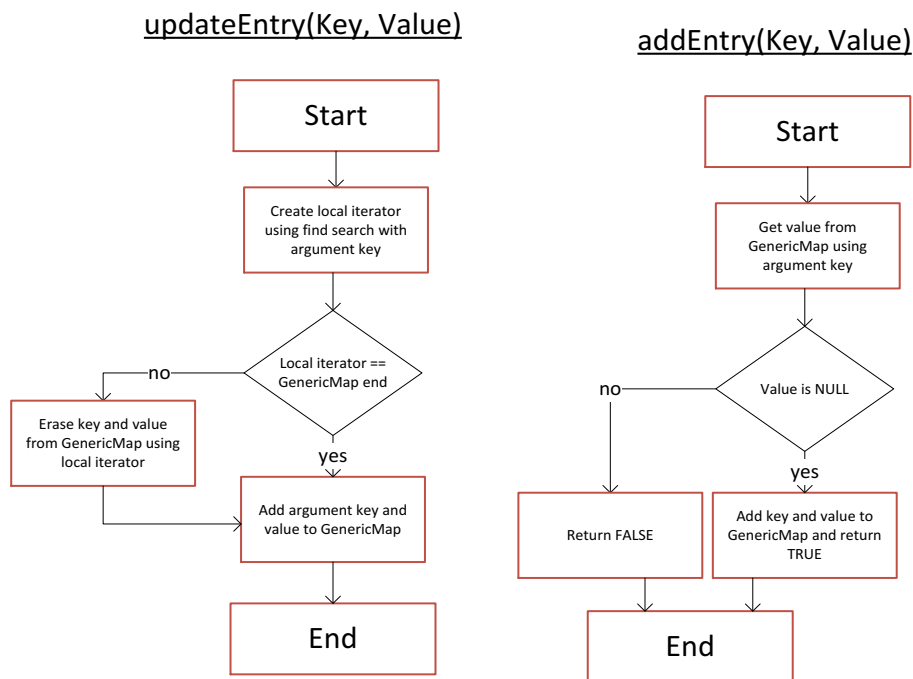 updateEntry(Key, Value)
Start
Create local iterator
using find search with
argument key
Local iterator ==
GenericMap end
no
Erase key and value
from GenericMap using
local iterator
yes
Add argument key and
value to GenericMap
End
addEntry(Key, Value)
Start
Get value from
GenericMap using
argument key
Value is NULL
no
yes
Return FALSE
Add key and value to
GenericMap and return
TRUE
End